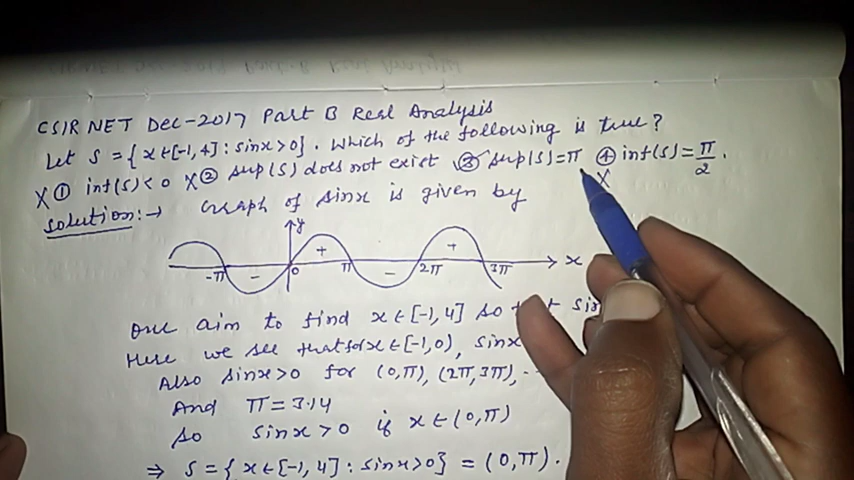 CSIR NET Dec-2017 Part B Real Analysis
Let S = {x∈[-1,4] : sinx>0}. Which of the following is true?
X ① inf(S)<0 X ② sup(S) does not exist ③ sup(S)=π ④ inf(S)=π/2.
X
Solution:→ Graph of sinx is given by
y
+ +
-π - 0 π - 2π 3π x
Our aim to find x∈[-1,4] so that sin
Here we see that for x∈[-1,0), sinx
Also sinx>0 for (0,π), (2π,3π), -
And π=3.14
So sinx>0 if x∈(0,π)
⇒ S={x∈[-1,4] : sinx>0} = (0,π).